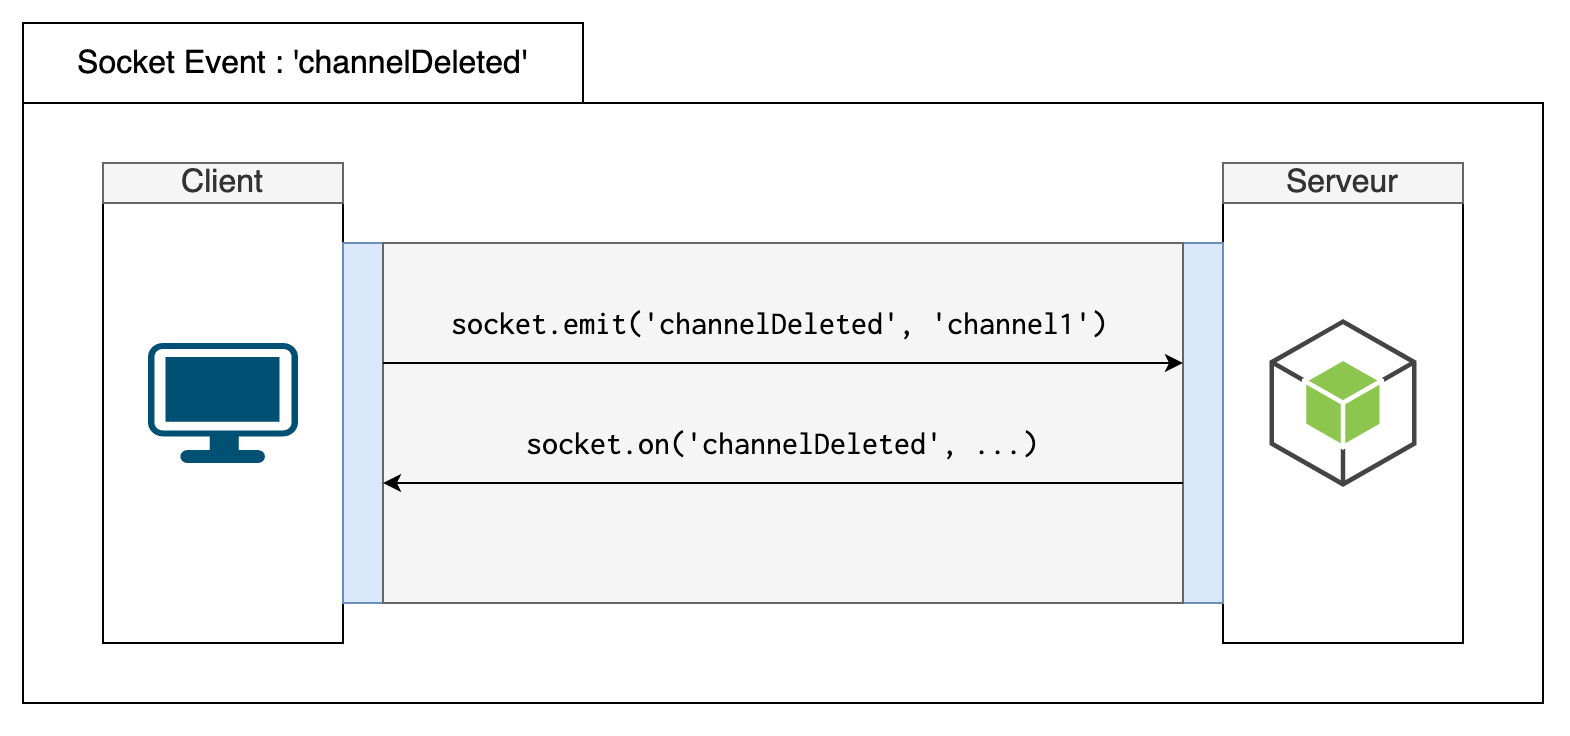 Socket Event : 'channelDeleted'
Client
Serveur
socket.emit('channelDeleted', 'channel1')
socket.on('channelDeleted', ...)